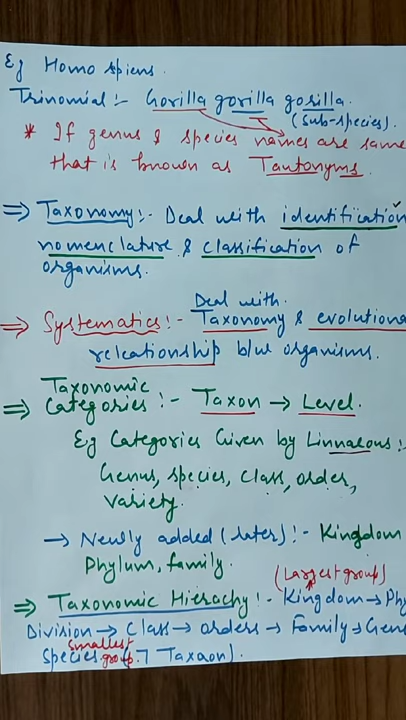 Eg Homo spiens.
Trinomial :- Gorilla gorilla gorilla.
(Sub-species).
* If genus & species names are same
that is known as Tautonyms.
⇒ Taxonomy :- Deal with identification
nomenclature & classification of
organisms.
Deal with.
⇒ Systematics :- Taxonomy & evolutiona
relcationship b/w organisms.
Taxonomic
⇒ Categories :- Taxon → Level.
Eg Categories Given by Linnaeous :-
Genus, species, Class, order,
variety.
→ Newly added (later) :- Kingdom
Phylum, family.
(Largest group)
⇒ Taxonomic Hierachy :- Kingdom → Phy
Division → Class → orders → Family → Gen
smallest
Species. group. 7 Taxaon).